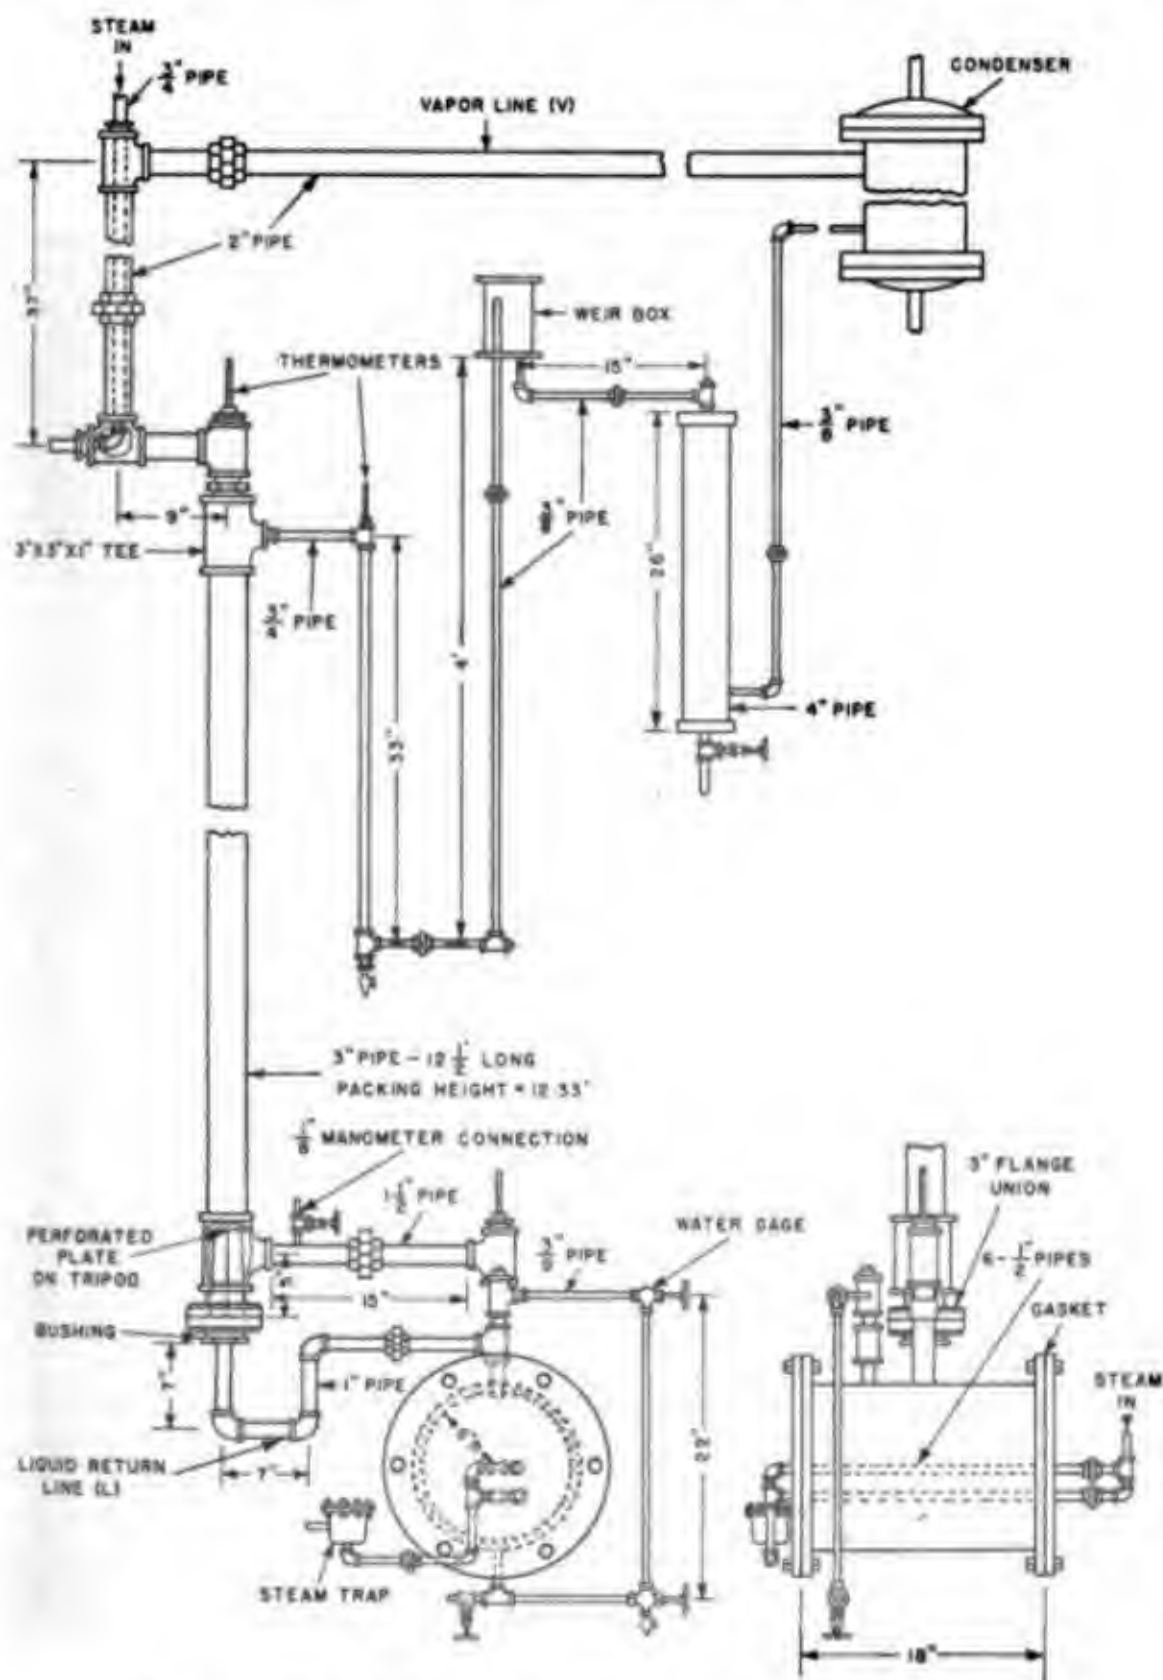 STEAM
IN
3/4" PIPE
CONDENSER
VAPOR LINE (V)
2" PIPE
37"
WEIR BOX
THERMOMETERS
15"
3/8" PIPE
9"
3/8" PIPE
3"X3"X1" TEE
26"
3/4" PIPE
4'
33"
4" PIPE
3" PIPE - 12 1/2' LONG
PACKING HEIGHT = 12.33'
1/8" MANOMETER CONNECTION
3" FLANGE
UNION
1 1/2" PIPE
WATER GAGE
PERFORATED
PLATE
ON TRIPOD
PIPE
6 - 1/2" PIPES
15"
GASKET
BUSHING
7"
1" PIPE
STEAM
IN
22"
LIQUID RETURN
LINE (L)
7"
STEAM TRAP
18"